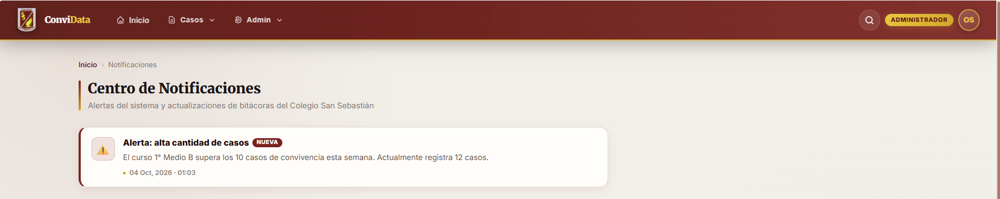 COLEGIO
ConviData
Inicio
Casos
Admin
ADMINISTRADOR
OS
Inicio › Notificaciones
Centro de Notificaciones
Alertas del sistema y actualizaciones de bitácoras del Colegio San Sebastián
Alerta: alta cantidad de casos NUEVA
El curso 1° Medio B supera los 10 casos de convivencia esta semana. Actualmente registra 12 casos.
04 Oct, 2026 · 01:03